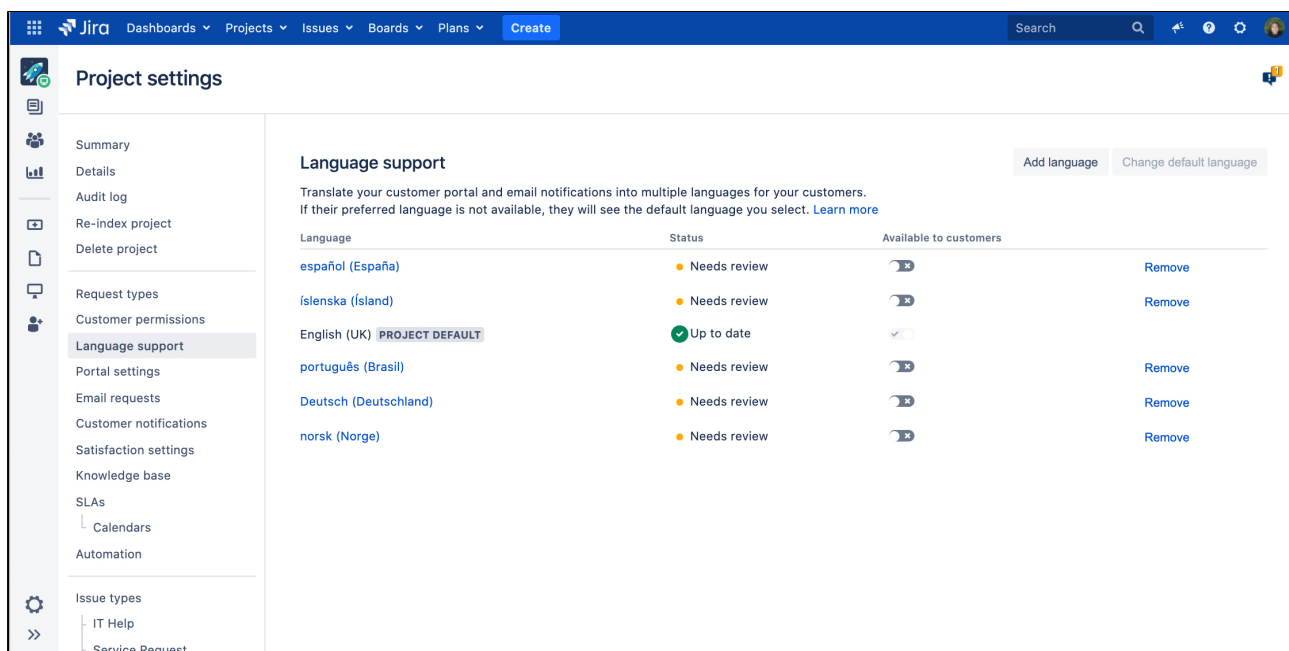 Jira Dashboards Projects Issues Boards Plans Create Search
Project settings
1
Summary
Details
Audit log
Re-index project
Delete project
Request types
Customer permissions
Language support
Portal settings
Email requests
Customer notifications
Satisfaction settings
Knowledge base
SLAs
Calendars
Automation
Issue types
IT Help
Service Request
Language support
Add language Change default language
Translate your customer portal and email notifications into multiple languages for your customers.
If their preferred language is not available, they will see the default language you select. Learn more
Language Status Available to customers
español (España) Needs review Remove
íslenska (Ísland) Needs review Remove
English (UK) PROJECT DEFAULT Up to date
português (Brasil) Needs review Remove
Deutsch (Deutschland) Needs review Remove
norsk (Norge) Needs review Remove